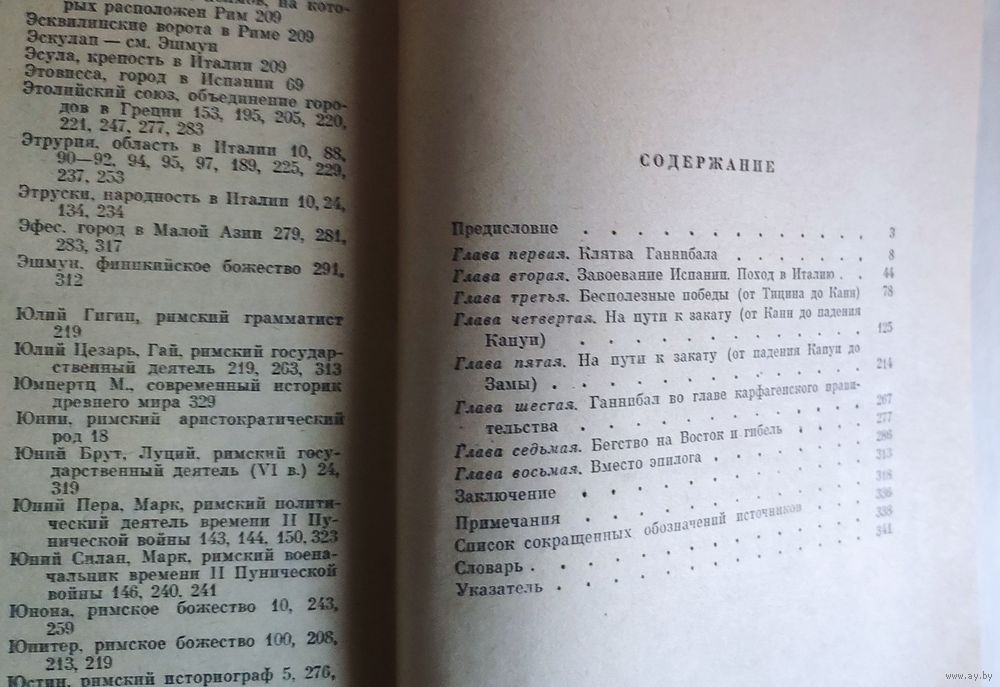 на кото-
рых расположен Рим 209
Эсквилинские ворота в Риме 209
Эскулап — см. Эшмун
Эсула, крепость в Италии 209
Этовисса, город в Испании 69
Этолийский союз, объединение горо-
дов в Греции 153, 195, 205, 220,
221, 247, 277, 283
Этрурия, область в Италии 10, 88,
90—92, 94, 95, 97, 189, 225, 229,
237, 253
Этруски, народность в Италии 10, 24,
134, 234
Эфес, город в Малой Азии 279, 281,
283, 317
Эшмун, финикийское божество 291,
312
Юлий Гигин, римский грамматист
219
Юлий Цезарь, Гай, римский государ-
ственный деятель 219, 263, 313
Юмпертц М., современный историк
древнего мира 329
Юнии, римский аристократический
род 18
Юний Брут, Луций, римский госу-
дарственный деятель (VI в.) 24,
319
Юний Пера, Марк, римский полити-
ческий деятель времени II Пу-
нической войны 143, 144, 150, 323
Юний Силан, Марк, римский военa-
чальник времени II Пунической
войны 146, 240, 241
Юнона, римское божество 10, 243,
259
Юпитер, римское божество 100, 208,
213, 219
Юстин, римский историограф 5, 276,
СОДЕРЖАНИЕ
Предисловие . . . . . . . . . . . . 3
Глава первая. Клятва Ганнибала . . . . . . . 8
Глава вторая. Завоевание Испании. Поход в Италию . . 44
Глава третья. Бесполезные победы (от Тицина до Канн) 78
Глава четвертая. На пути к закату (от Канн до падения
Капуи) . . . . . . . . . . . . 125
Глава пятая. На пути к закату (от падения Капуи до
Замы) . . . . . . . . . . . . . 214
Глава шестая. Ганнибал во главе карфагенского прави-
тельства . . . . . . . . . . . . 267
Глава седьмая. Бегство на Восток и гибель . . . . 277
Глава восьмая. Вместо эпилога . . . . . . . 286
Заключение . . . . . . . . . . . . 313
Примечания . . . . . . . . . . . . 318
Список сокращенных обозначений источников . . . 336
Словарь . . . . . . . . . . . . . 338
Указатель . . . . . . . . . . . . 341
www.ay.by